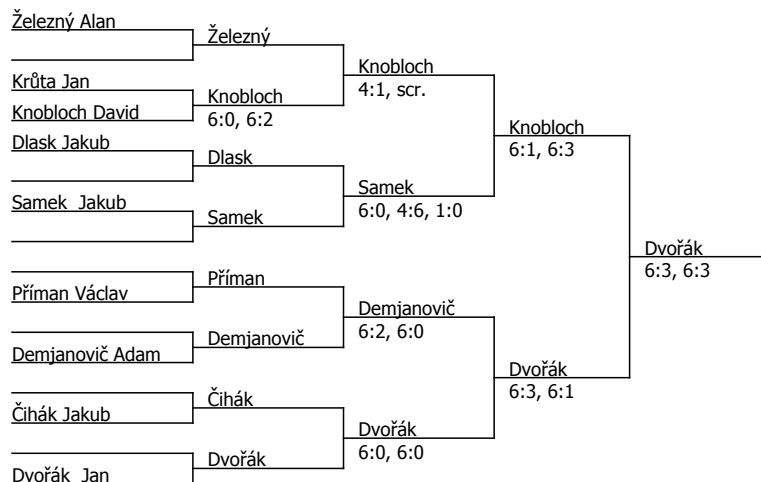 Železný Alan
Železný
Krůta Jan
Knobloch David
Knobloch
6:0, 6:2
Knobloch
4:1, scr.
Dlask Jakub
Dlask
Samek Jakub
Samek
Samek
6:0, 4:6, 1:0
Knobloch
6:1, 6:3
Příman Václav
Příman
Demjanovič Adam
Demjanovič
Demjanovič
6:2, 6:0
Čihák Jakub
Čihák
Dvořák Jan
Dvořák
Dvořák
6:0, 6:0
Dvořák
6:3, 6:1
Dvořák
6:3, 6:3